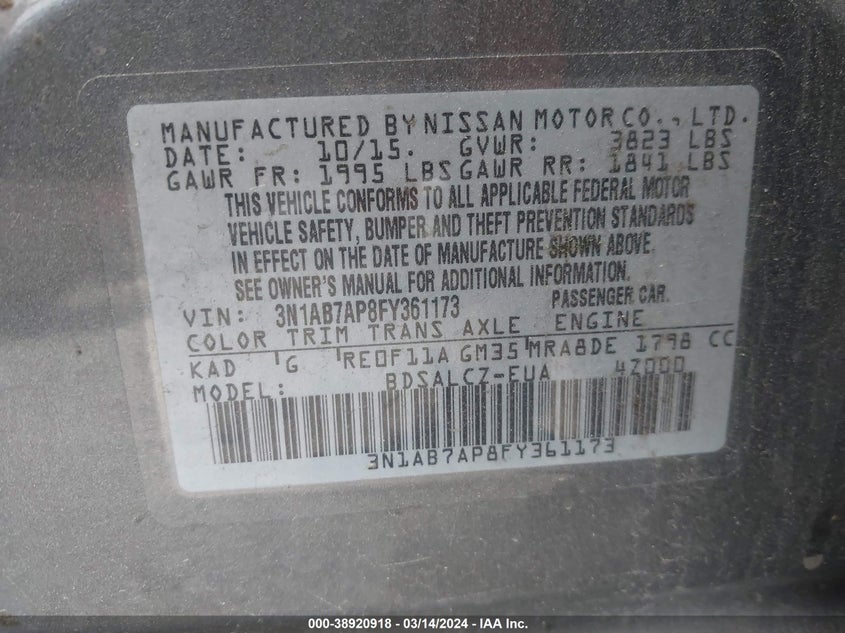 MANUFACTURED BY NISSAN MOTOR CO., LTD.
DATE: 10/15. GVWR: 3823 LBS
GAWR FR: 1995 LBS GAWR RR: 1841 LBS
THIS VEHICLE CONFORMS TO ALL APPLICABLE FEDERAL MOTOR
VEHICLE SAFETY, BUMPER AND THEFT PREVENTION STANDARDS
IN EFFECT ON THE DATE OF MANUFACTURE SHOWN ABOVE.
SEE OWNER'S MANUAL FOR ADDITIONAL INFORMATION.
VIN: 3N1AB7AP8FY361173 PASSENGER CAR.
COLOR TRIM TRANS AXLE ENGINE
KAD G RE0F11A GM35 MRA8DE 1798 CC
MODEL: BDSALCZ-EUA 4Z000
3N1AB7AP8FY361173
000-38920918 - 03/14/2024 - IAA Inc.